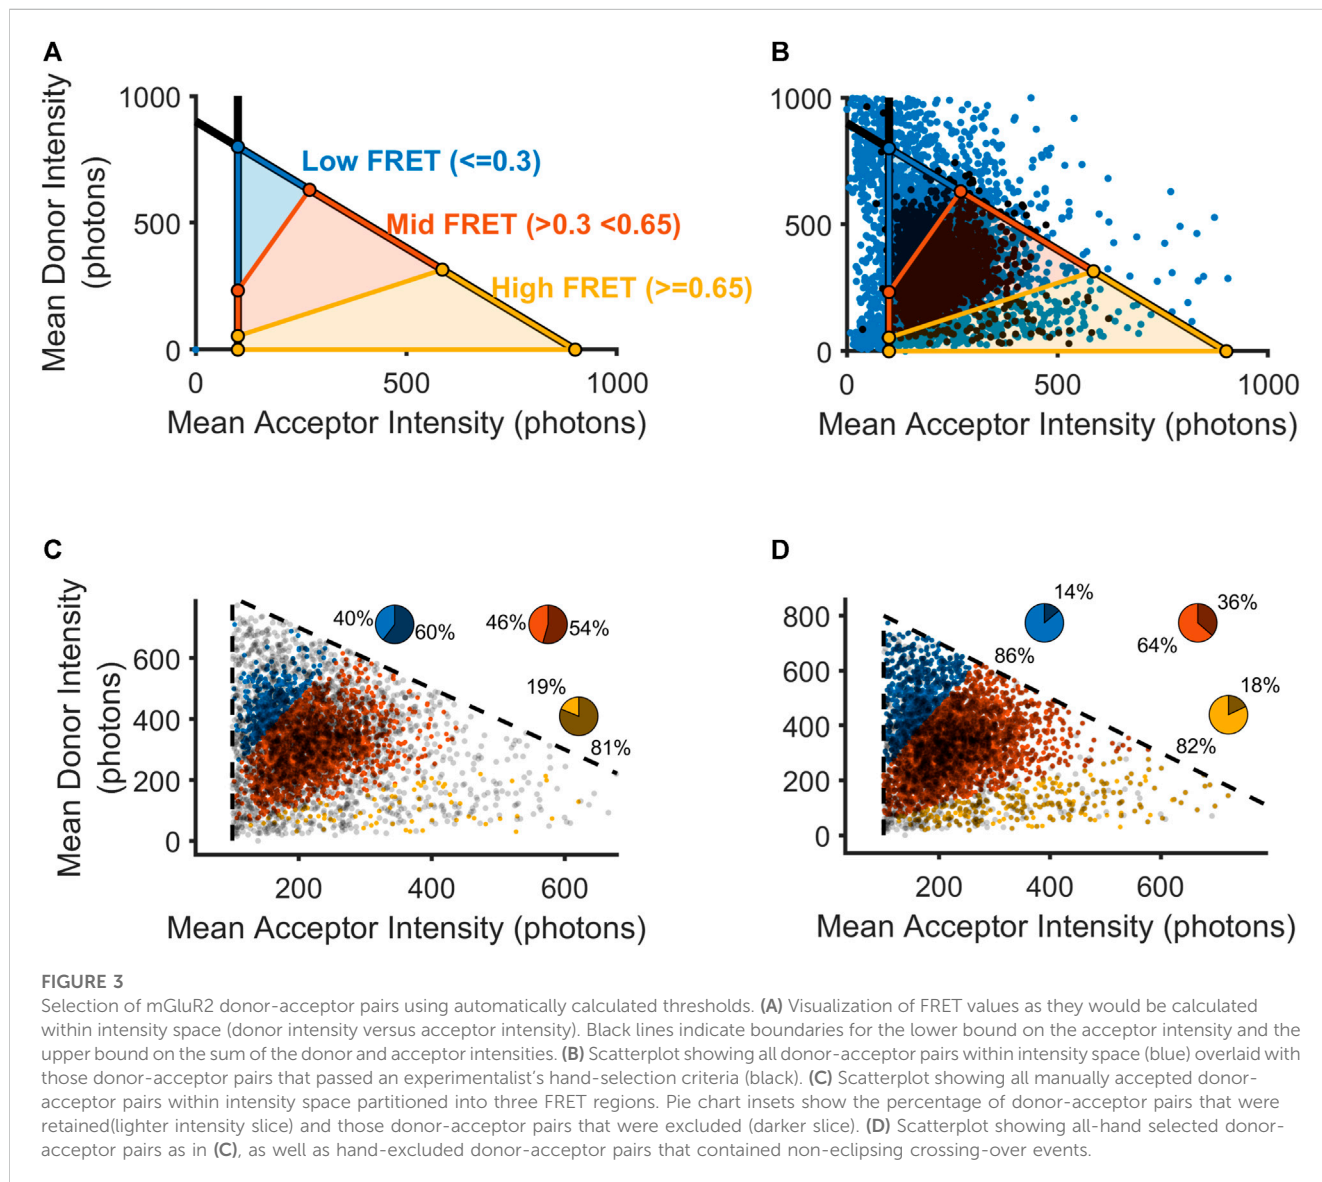 A
Mean Donor Intensity
(photons)
1000
500
0
Low FRET (<=0.3)
Mid FRET (>0.3 <0.65)
High FRET (>=0.65)
0
500
1000
Mean Acceptor Intensity (photons)
B
1000
500
0
0
500
1000
Mean Acceptor Intensity (photons)
C
Mean Donor Intensity
(photons)
600
400
200
0
40%
60%
46%
54%
19%
81%
200
400
600
Mean Acceptor Intensity (photons)
D
800
600
400
200
0
14%
86%
36%
64%
18%
82%
200
400
600
Mean Acceptor Intensity (photons)
FIGURE 3
Selection of mGluR2 donor-acceptor pairs using automatically calculated thresholds. (A) Visualization of FRET values as they would be calculated
within intensity space (donor intensity versus acceptor intensity). Black lines indicate boundaries for the lower bound on the acceptor intensity and the
upper bound on the sum of the donor and acceptor intensities. (B) Scatterplot showing all donor-acceptor pairs within intensity space (blue) overlaid with
those donor-acceptor pairs that passed an experimentalist's hand-selection criteria (black). (C) Scatterplot showing all manually accepted donor-
acceptor pairs within intensity space partitioned into three FRET regions. Pie chart insets show the percentage of donor-acceptor pairs that were
retained(lighter intensity slice) and those donor-acceptor pairs that were excluded (darker slice). (D) Scatterplot showing all-hand selected donor-
acceptor pairs as in (C), as well as hand-excluded donor-acceptor pairs that contained non-eclipsing crossing-over events.